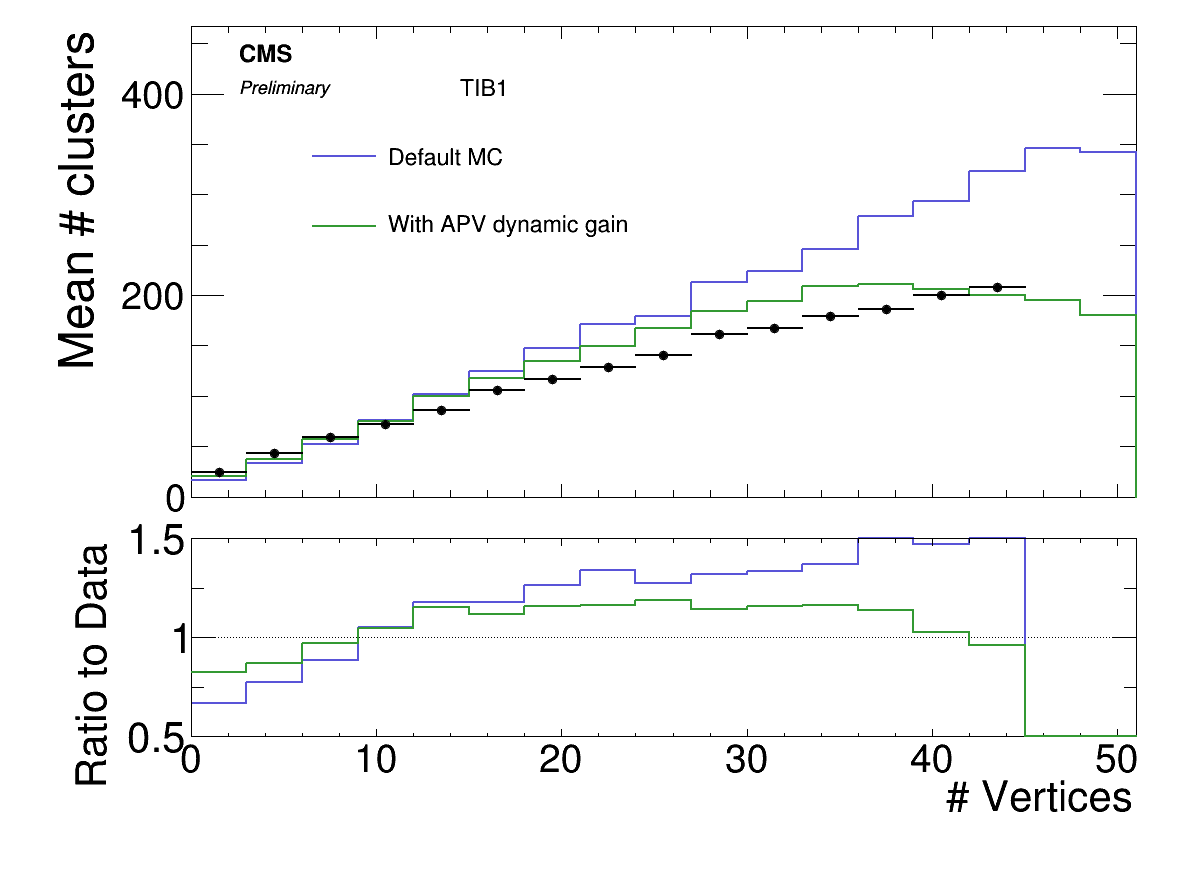 Mean # clusters
400
200
0
CMS
Preliminary
TIB1
Default MC
With APV dynamic gain
Ratio to Data
1.5
1
0.5
0 10 20 30 40 50
# Vertices